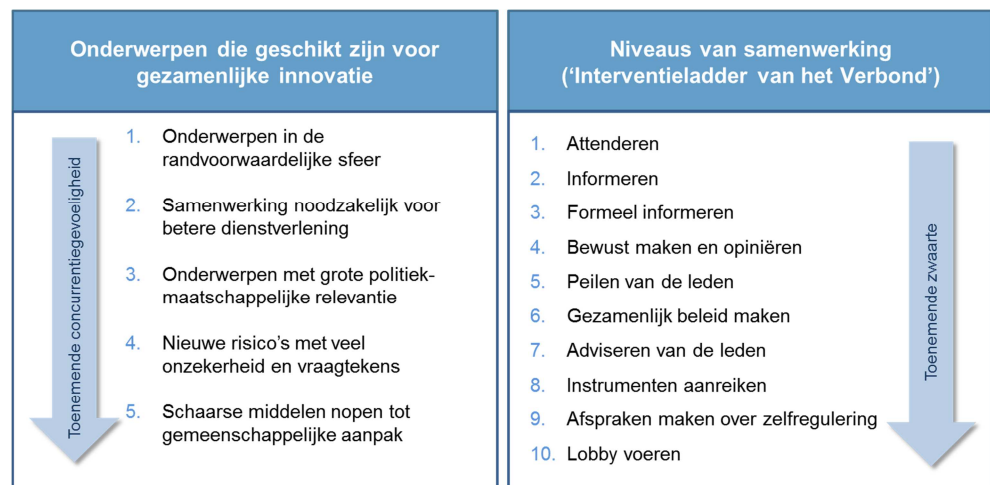 Onderwerpen die geschikt zijn voor
gezamenlijke innovatie
Toenemende concurrentiegevoeligheid
1. Onderwerpen in de
randvoorwaardelijke sfeer
2. Samenwerking noodzakelijk voor
betere dienstverlening
3. Onderwerpen met grote politiek-
maatschappelijke relevantie
4. Nieuwe risico's met veel
onzekerheid en vraagtekens
5. Schaarse middelen nopen tot
gemeenschappelijke aanpak
Niveaus van samenwerking
('Interventieladder van het Verbond')
1. Attenderen
2. Informeren
3. Formeel informeren
4. Bewust maken en opiniëren
5. Peilen van de leden
6. Gezamenlijk beleid maken
7. Adviseren van de leden
8. Instrumenten aanreiken
9. Afspraken maken over zelfregulering
10. Lobby voeren
Toenemende zwaarte